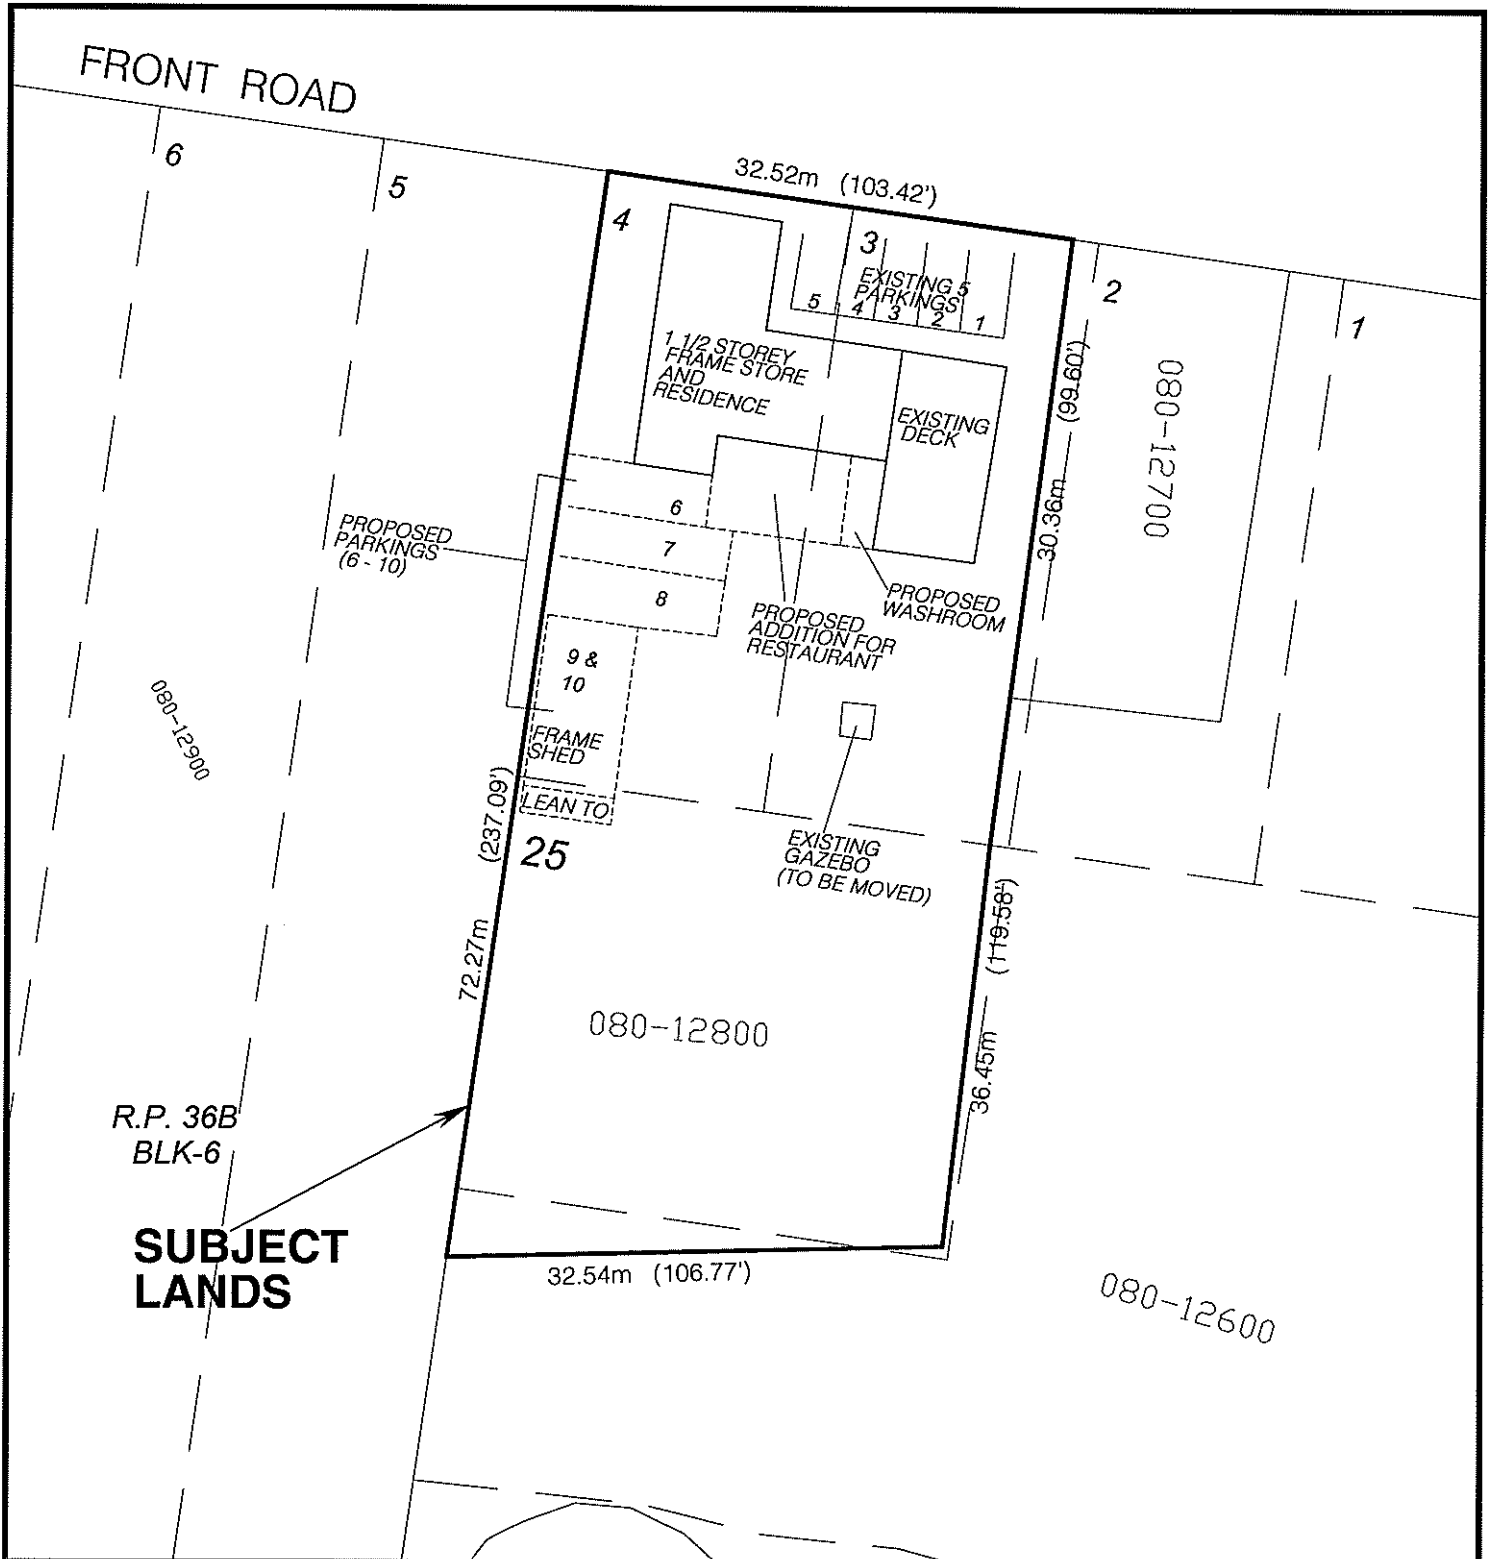 FRONT ROAD
6
5
4
32.52m (103.42')
3
2
1
EXISTING 5
PARKINGS
5
4
3
2
1
1 1/2 STOREY
FRAME STORE
AND
RESIDENCE
EXISTING
DECK
30.36m (99.60')
080-12700
PROPOSED
PARKINGS
(6 - 10)
6
7
8
9 &
10
PROPOSED
WASHROOM
PROPOSED
ADDITION FOR
RESTAURANT
080-12900
FRAME
SHED
LEAN TO
25
EXISTING
GAZEBO
(TO BE MOVED)
72.27m (237.09')
36.45m (119.58')
080-12800
R.P. 36B
BLK-6
SUBJECT
LANDS
32.54m (106.77')
080-12600